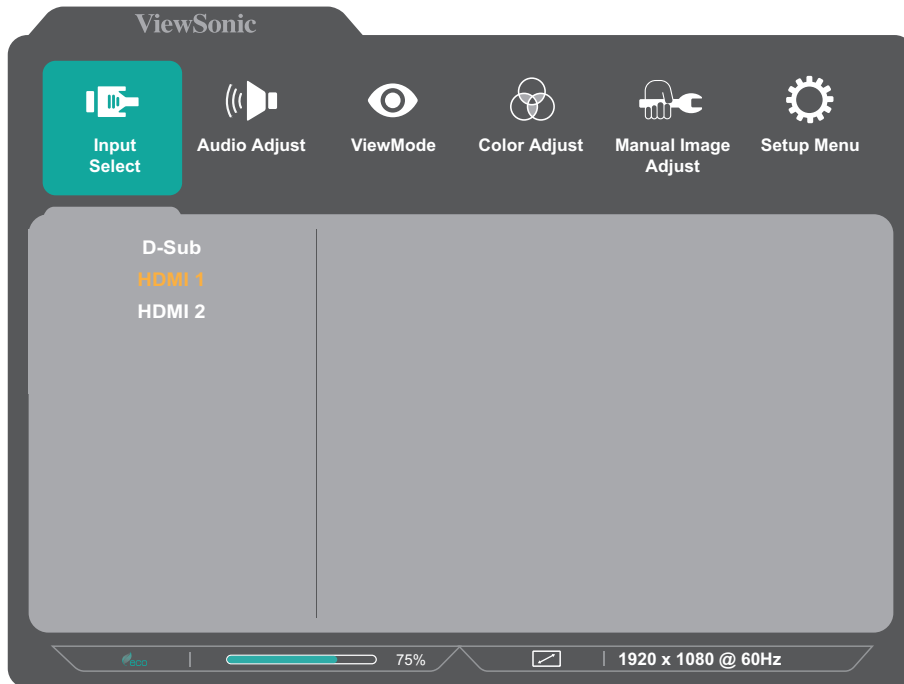 ViewSonic
Input
Select
Audio Adjust
ViewMode
Color Adjust
Manual Image
Adjust
Setup Menu
D-Sub
HDMI 1
HDMI 2
eco
75%
1920 x 1080 @ 60Hz